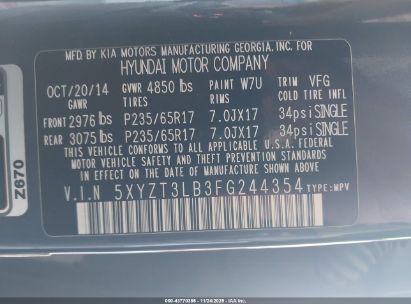 MFD. BY KIA MOTORS MANUFACTURING GEORGIA, INC. FOR
HYUNDAI MOTOR COMPANY
OCT/20/14 GVWR 4850 lbs PAINT W7U TRIM VFG
GAWR TIRES RIMS COLD TIRE INFL
FRONT 2976 lbs P235/65R17 7.0JX17 34psi SINGLE
REAR 3075 lbs P235/65R17 7.0JX17 34psi SINGLE
THIS VEHICLE CONFORMS TO ALL APPLICABLE U.S.A. FEDERAL
MOTOR VEHICLE SAFETY AND THEFT PREVENTION STANDARDS IN
EFFECT ON THE DATE OF MANUFACTURE SHOWN ABOVE.
V.I.N 5XYZT3LB3FG244354 TYPE:MPV
Z670